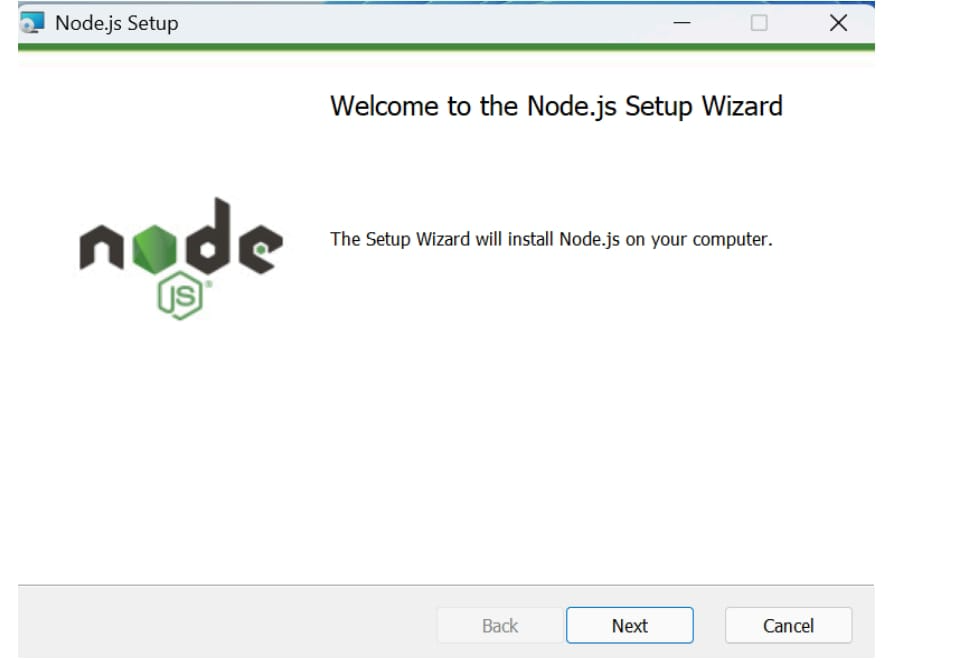 Node.js Setup
Welcome to the Node.js Setup Wizard
The Setup Wizard will install Node.js on your computer.
node
JS®
Back
Next
Cancel